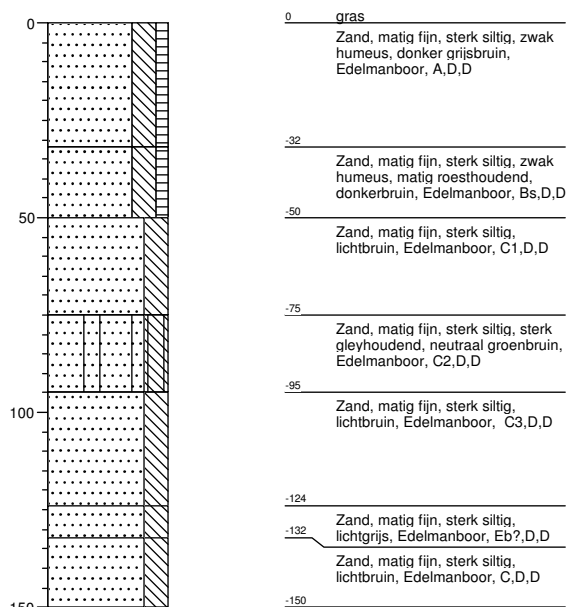 0
50
100
150
0 gras
Zand, matig fijn, sterk siltig, zwak
humeus, donker grijsbruin,
Edelmanboor, A,D,D
-32
Zand, matig fijn, sterk siltig, zwak
humeus, matig roesthoudend,
donkerbruin, Edelmanboor, Bs,D,D
-50
Zand, matig fijn, sterk siltig,
lichtbruin, Edelmanboor, C1,D,D
-75
Zand, matig fijn, sterk siltig, sterk
gleyhoudend, neutraal groenbruin,
Edelmanboor, C2,D,D
-95
Zand, matig fijn, sterk siltig,
lichtbruin, Edelmanboor, C3,D,D
-124
Zand, matig fijn, sterk siltig,
lichtgrijs, Edelmanboor, Eb?,D,D
-132
Zand, matig fijn, sterk siltig,
lichtbruin, Edelmanboor, C,D,D
-150